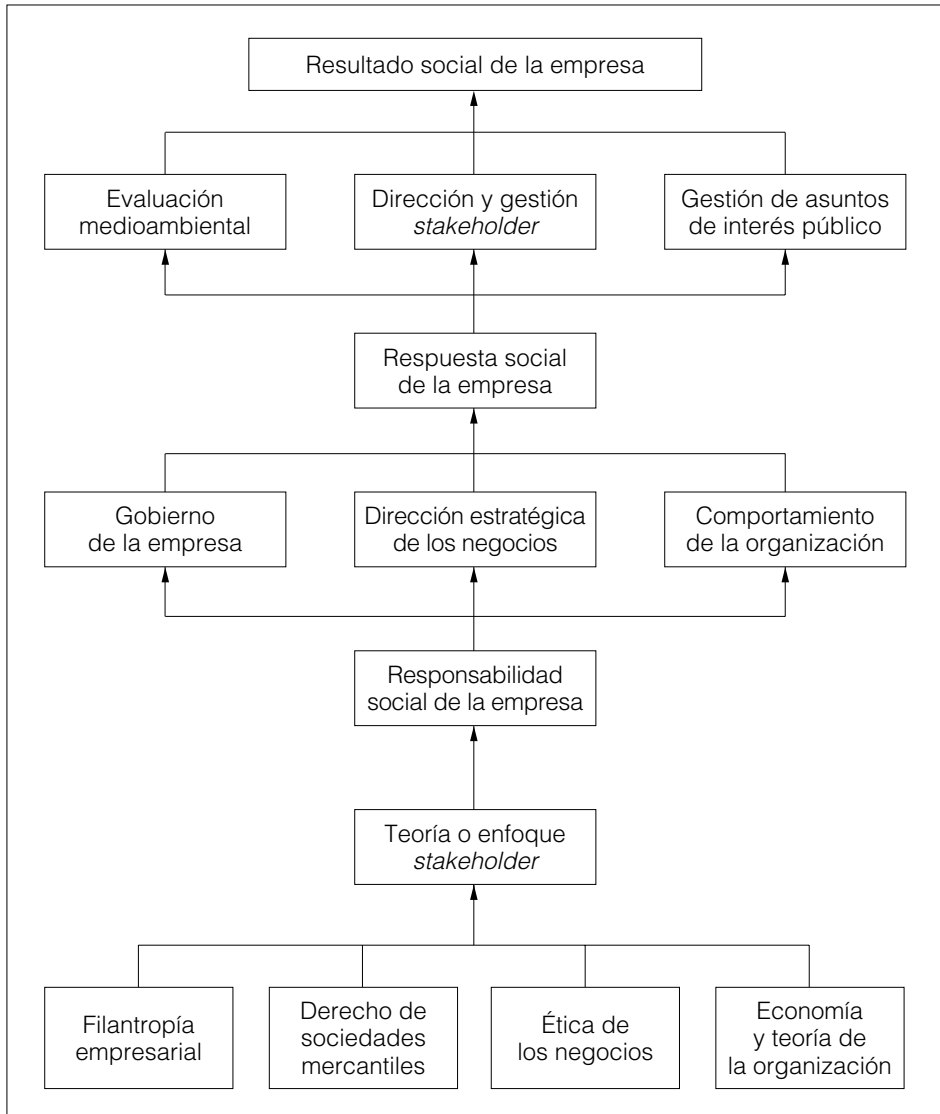 Resultado social de la empresa
Evaluación
medioambiental
Dirección y gestión
stakeholder
Gestión de asuntos
de interés público
Respuesta social
de la empresa
Gobierno
de la empresa
Dirección estratégica
de los negocios
Comportamiento
de la organización
Responsabilidad
social de la empresa
Teoría o enfoque
stakeholder
Filantropía
empresarial
Derecho de
sociedades
mercantiles
Ética de
los negocios
Economía
y teoría de
la organización